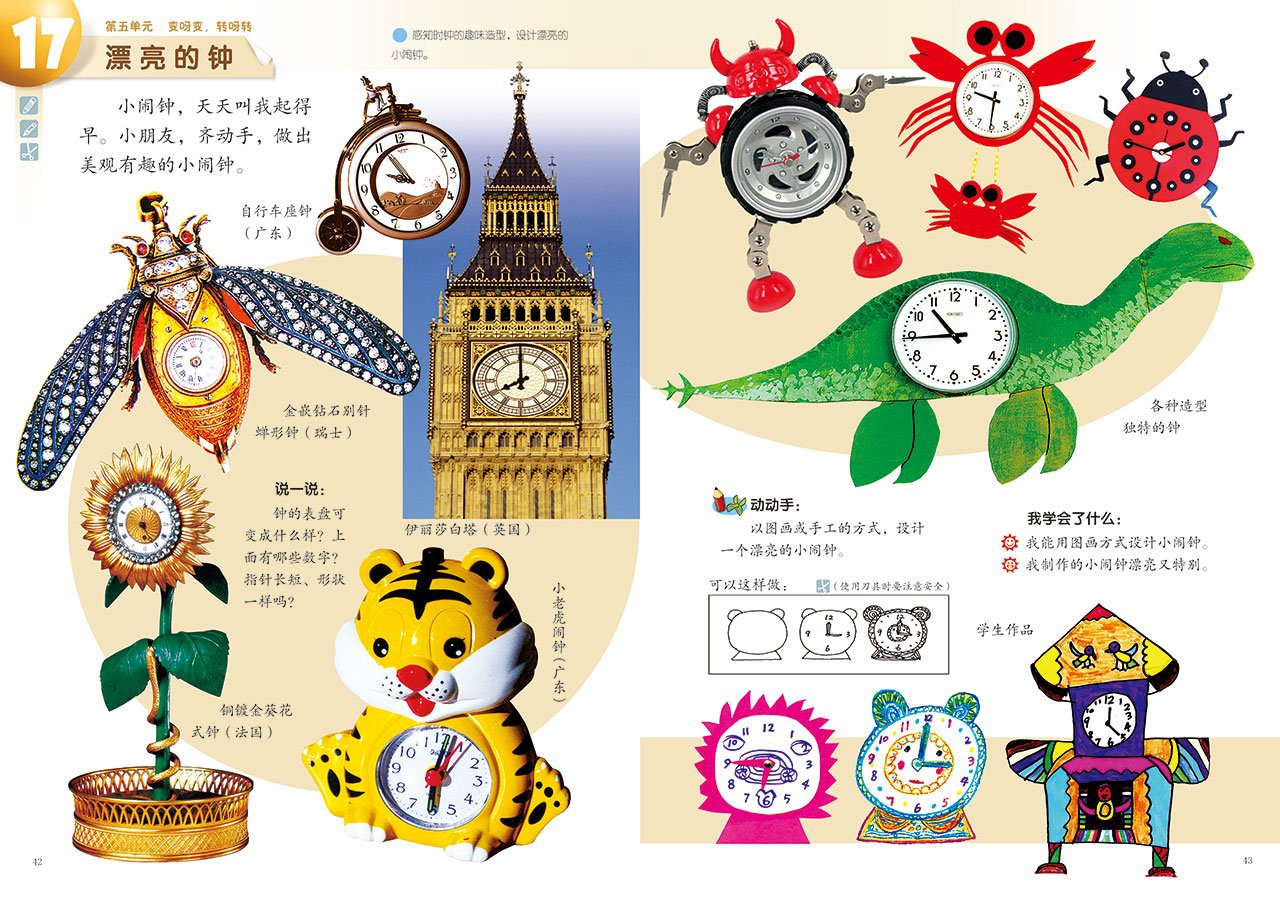 17
第五单元 变呀变，转呀转
漂亮的钟
感知时钟的趣味造型，设计漂亮的
小闹钟。
小闹钟，天天叫我起得
早。小朋友，齐动手，做出
美观有趣的小闹钟。
自行车座钟
（广东）
金嵌钻石别针
蝉形钟（瑞士）
伊丽莎白塔（英国）
说一说：
钟的表盘可
变成什么样？上
面有哪些数字？
指针长短、形状
一样吗？
小老虎闹钟（广东）
铜镀金葵花
式钟（法国）
42
各种造型
独特的钟
动动手：
以图画或手工的方式，设计
一个漂亮的小闹钟。
可以这样做：
（使用刀具时要注意安全）
12
3
6
9
12
3
6
我学会了什么：
我能用图画方式设计小闹钟。
我制作的小闹钟漂亮又特别。
学生作品
43